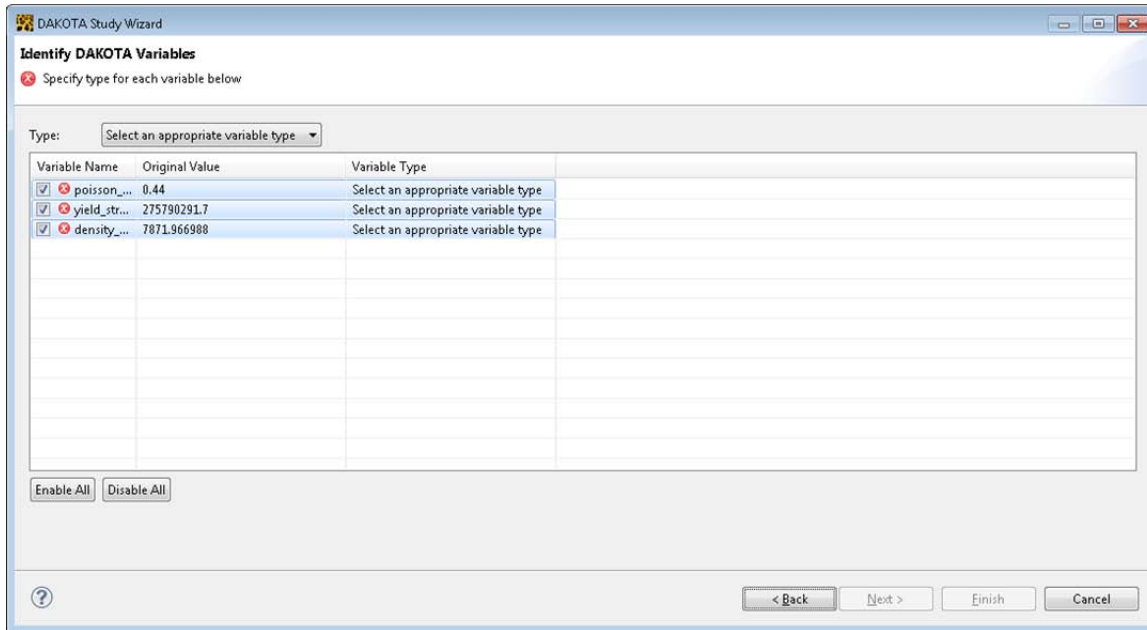 DAKOTA Study Wizard
Identify DAKOTA Variables
Specify type for each variable below
Type: Select an appropriate variable type
Variable Name Original Value Variable Type
poisson_... 0.44 Select an appropriate variable type
yield_str... 275790291.7 Select an appropriate variable type
density_... 7871.966988 Select an appropriate variable type
Enable All Disable All
? < Back Next > Finish Cancel